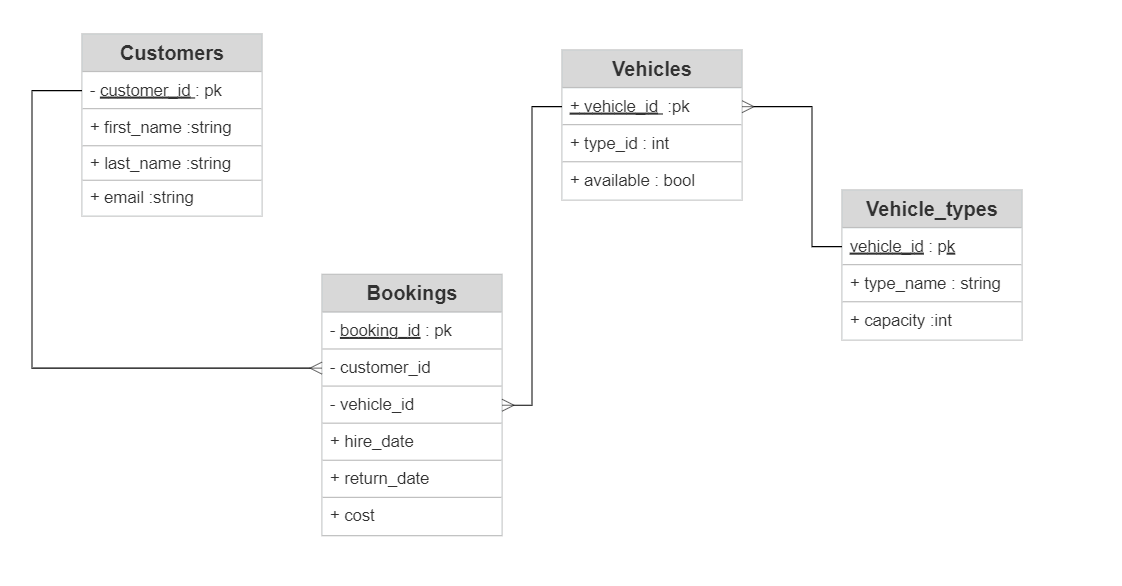 Customers
- customer_id : pk
+ first_name :string
+ last_name :string
+ email :string
Vehicles
+ vehicle_id  :pk
+ type_id : int
+ available : bool
Vehicle_types
vehicle_id : pk
+ type_name : string
+ capacity :int
Bookings
- booking_id : pk
- customer_id
- vehicle_id
+ hire_date
+ return_date
+ cost